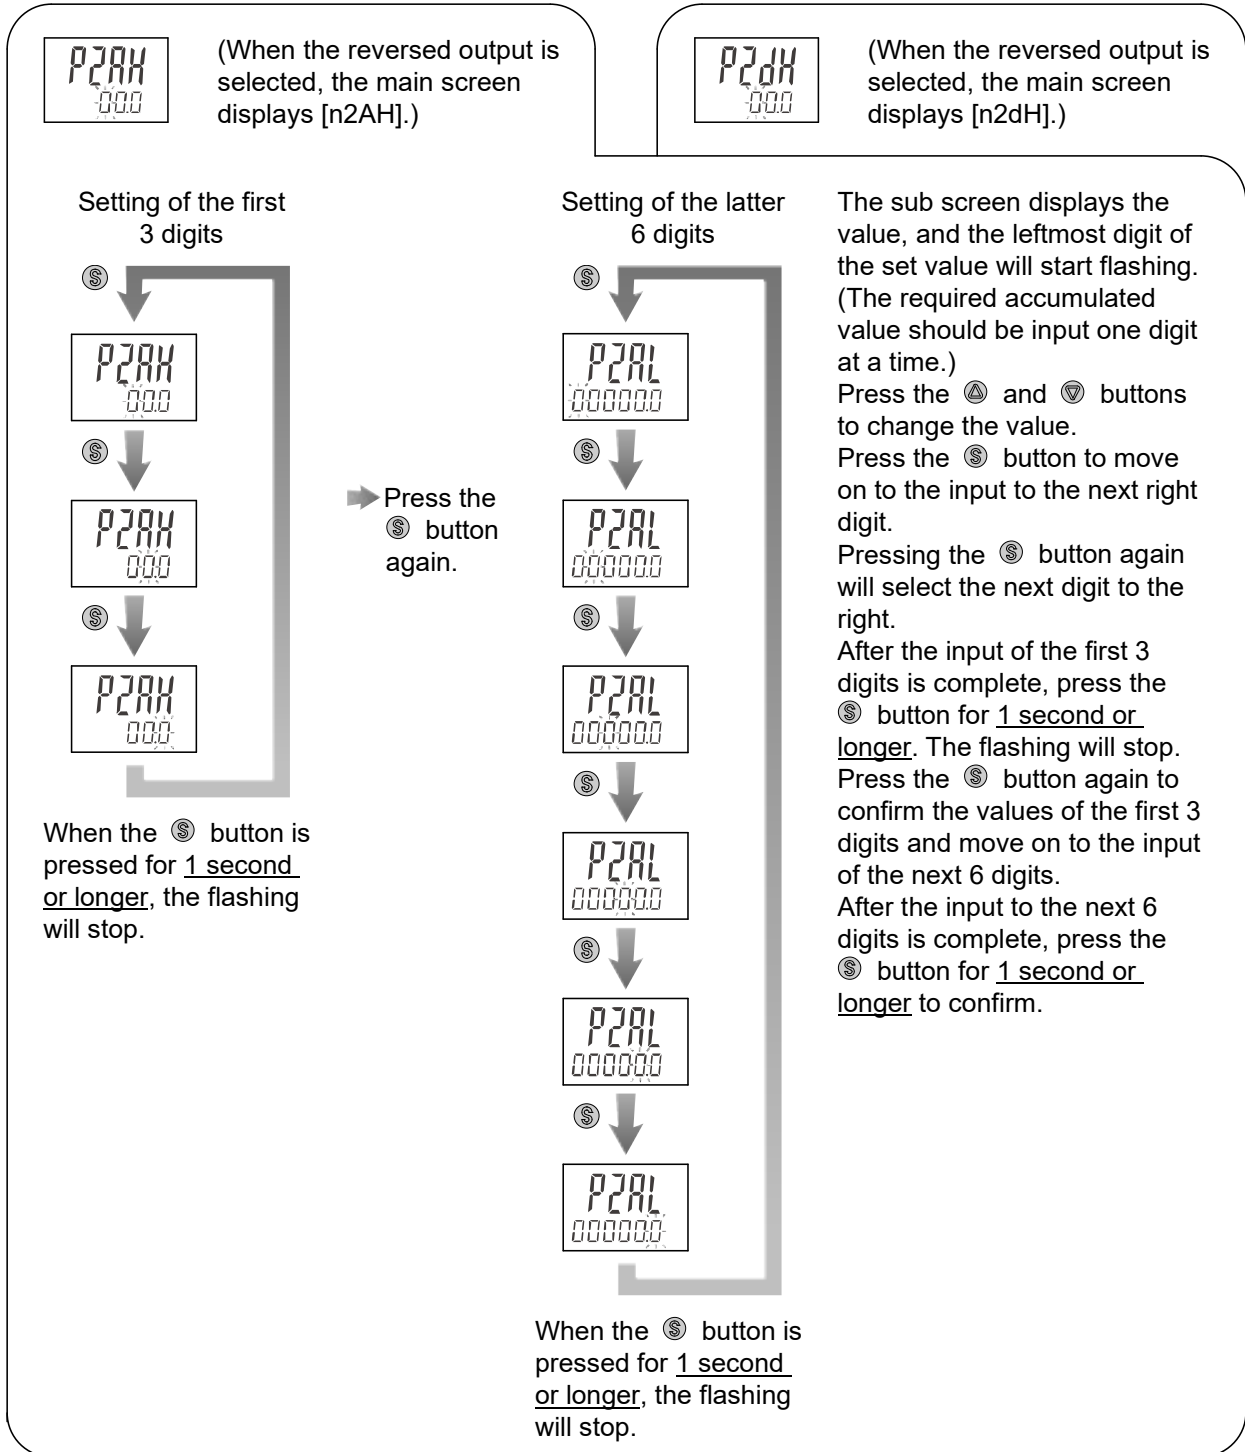 P2AH
00.0
(When the reversed output is
selected, the main screen
displays [n2AH].)
P2dH
00.0
(When the reversed output is
selected, the main screen
displays [n2dH].)
Setting of the first
3 digits
S
P2AH
00.0
S
P2AH
00.0
S
P2AH
00.0
When the S button is
pressed for 1 second
or longer, the flashing
will stop.
Press the
S button
again.
Setting of the latter
6 digits
S
P2AL
00000.0
S
P2AL
00000.0
S
P2AL
00000.0
S
P2AL
00000.0
S
P2AL
00000.0
S
P2AL
00000.0
When the S button is
pressed for 1 second
or longer, the flashing
will stop.
The sub screen displays the
value, and the leftmost digit of
the set value will start flashing.
(The required accumulated
value should be input one digit
at a time.)
Press the △ and ▽ buttons
to change the value.
Press the S button to move
on to the input to the next right
digit.
Pressing the S button again
will select the next digit to the
right.
After the input of the first 3
digits is complete, press the
S button for 1 second or
longer. The flashing will stop.
Press the S button again to
confirm the values of the first 3
digits and move on to the input
of the next 6 digits.
After the input to the next 6
digits is complete, press the
S button for 1 second or
longer to confirm.